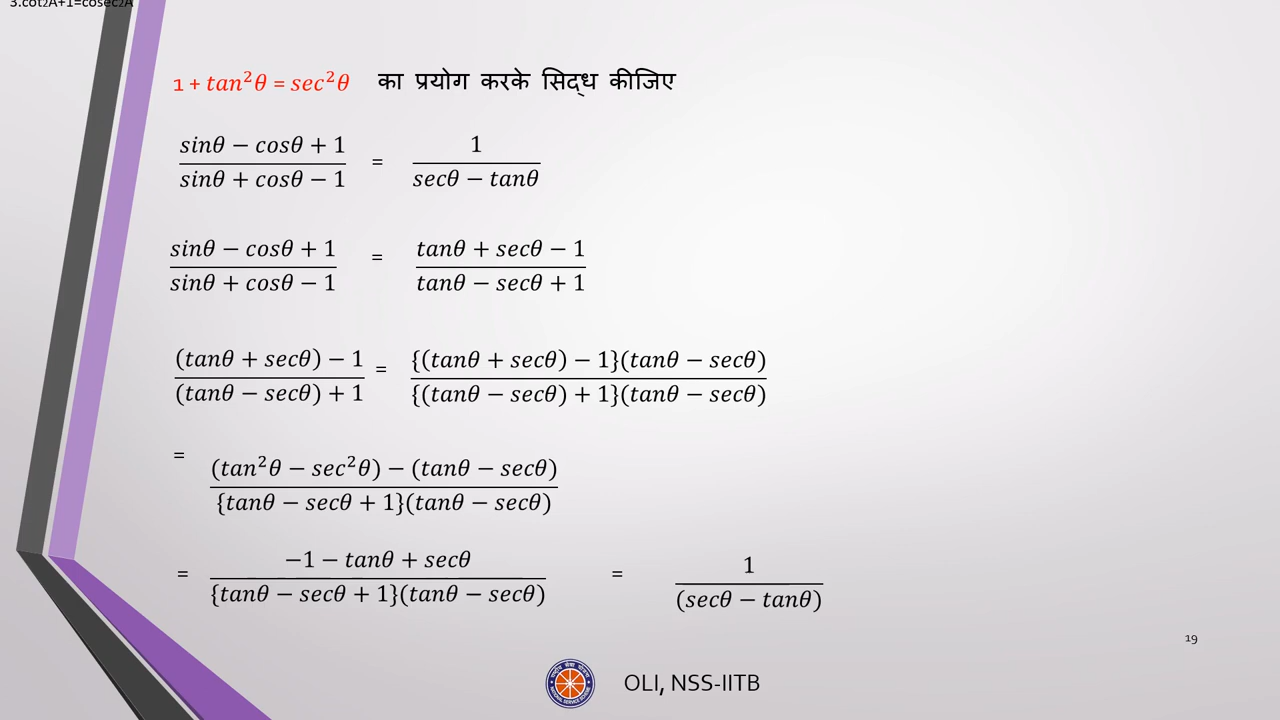 3.cot2A+1=cosec2A
1 + tan²θ = sec²θ का प्रयोग करके सिद्ध कीजिए
(sinθ − cosθ + 1)/(sinθ + cosθ − 1) = 1/(secθ − tanθ)
(sinθ − cosθ + 1)/(sinθ + cosθ − 1) = (tanθ + secθ − 1)/(tanθ − secθ + 1)
((tanθ + secθ) − 1)/((tanθ − secθ) + 1) = ({(tanθ + secθ) − 1}(tanθ − secθ))/({(tanθ − secθ) + 1}(tanθ − secθ))
= ((tan²θ − sec²θ) − (tanθ − secθ))/({tanθ − secθ + 1}(tanθ − secθ))
= (−1 − tanθ + secθ)/({tanθ − secθ + 1}(tanθ − secθ)) = 1/(secθ − tanθ)
19
OLI, NSS-IITB